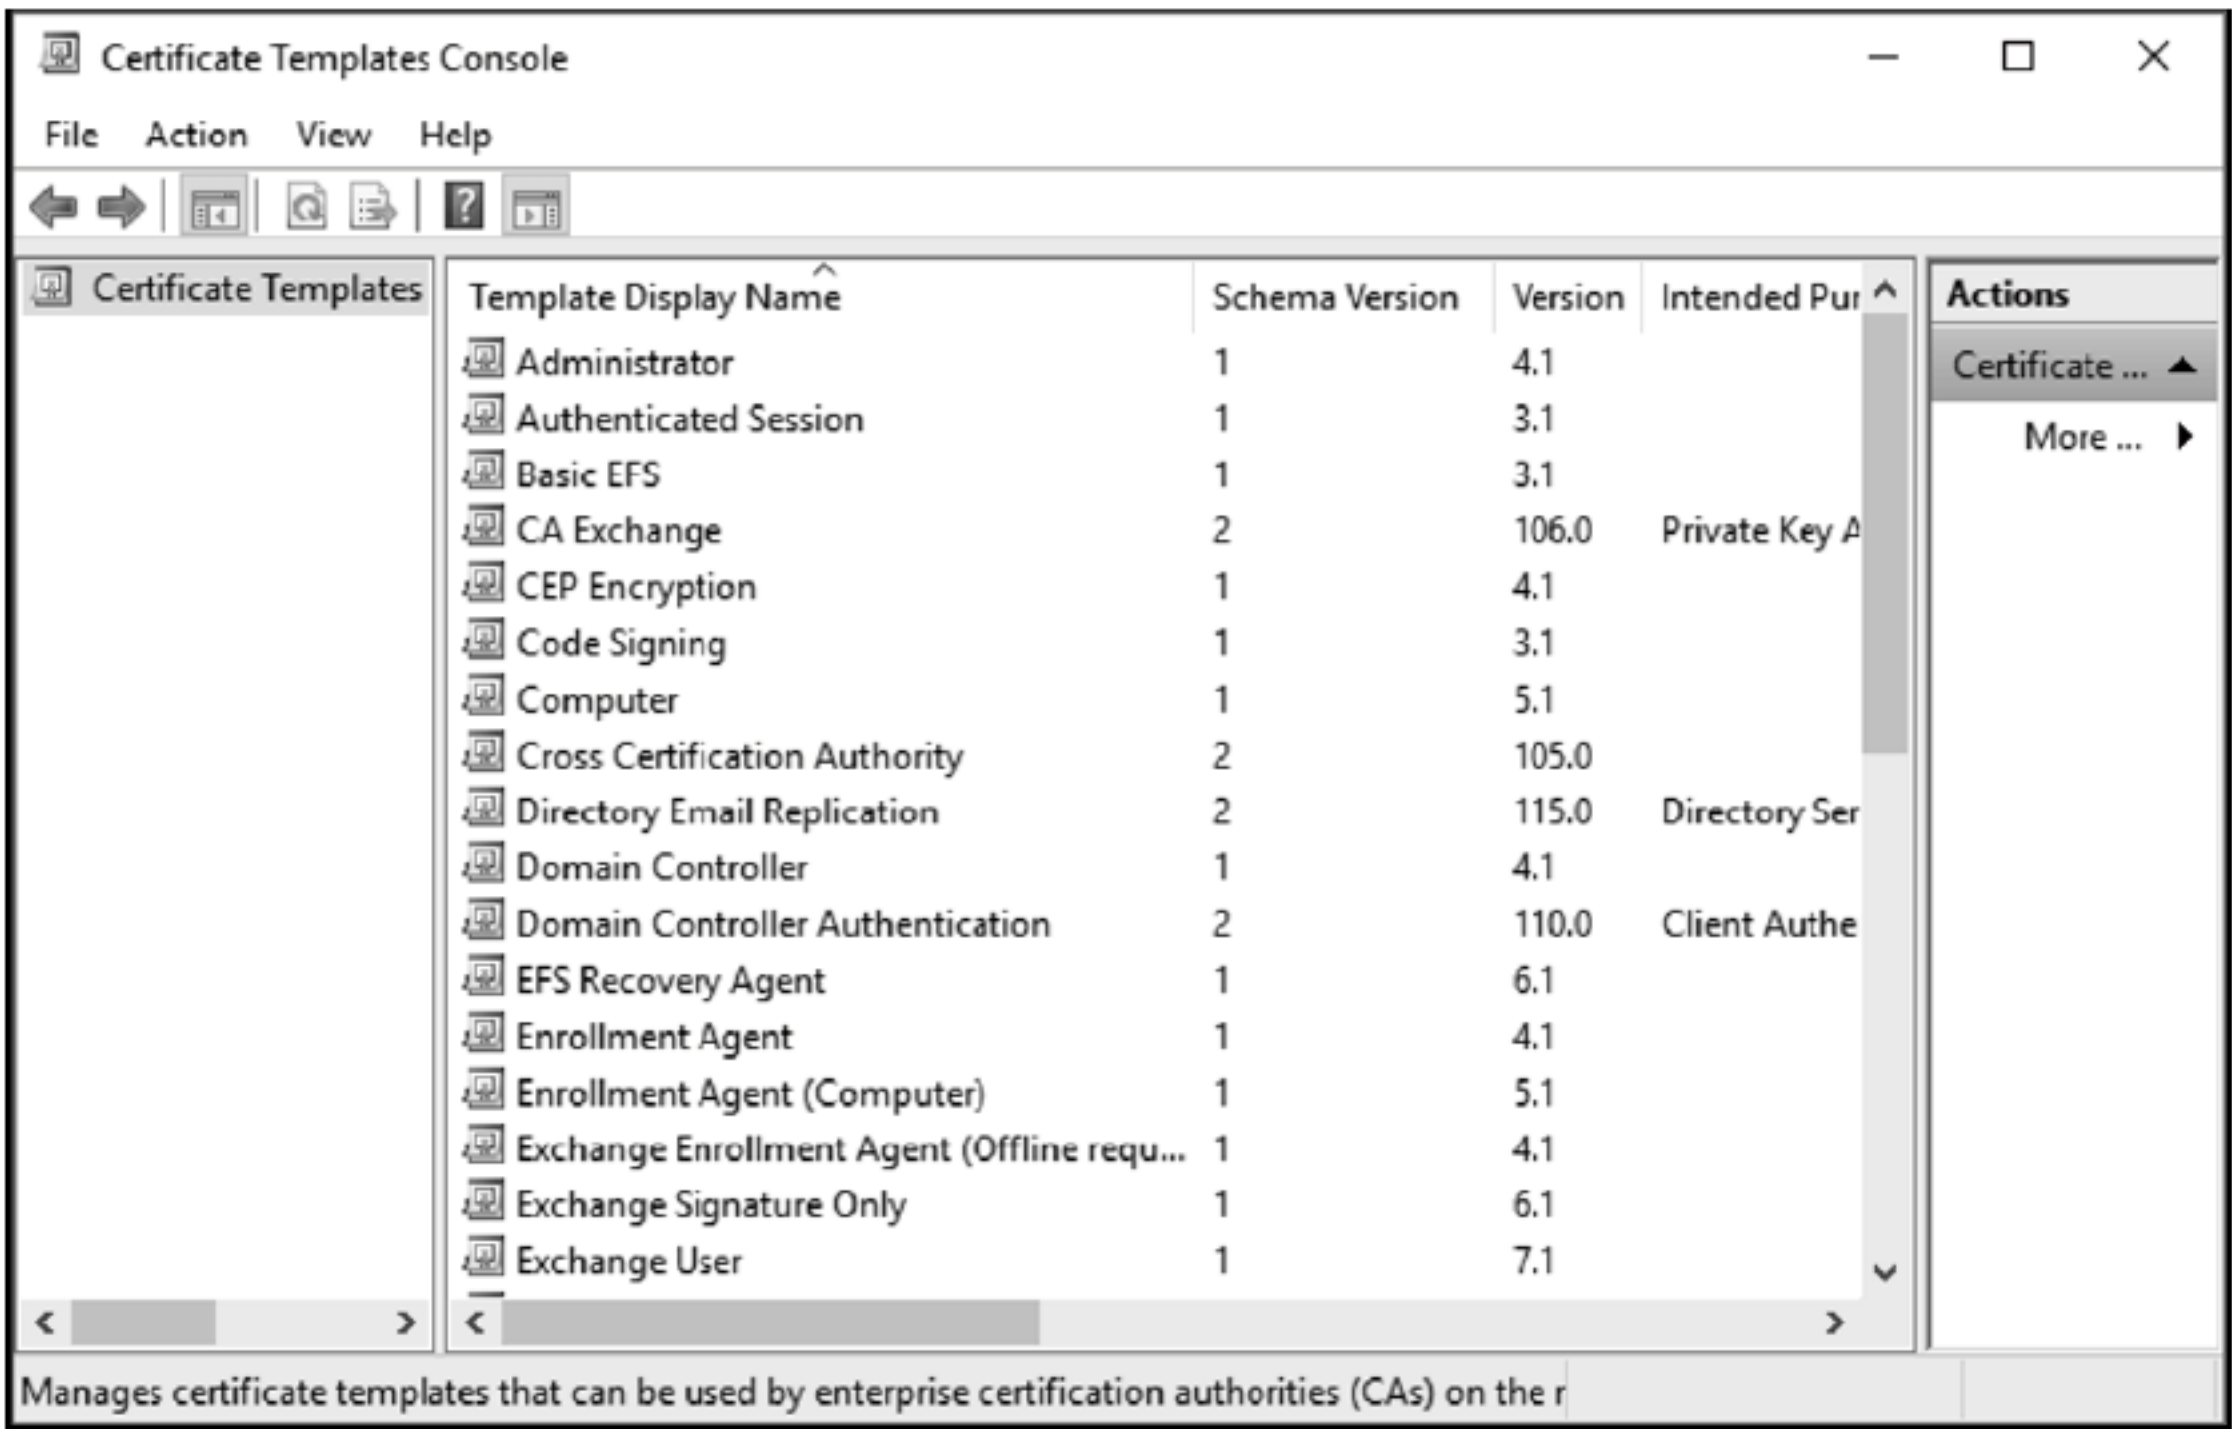 Certificate Templates Console
File Action View Help
Certificate Templates
Template Display Name Schema Version Version Intended Pur
Administrator 1 4.1
Authenticated Session 1 3.1
Basic EFS 1 3.1
CA Exchange 2 106.0 Private Key A
CEP Encryption 1 4.1
Code Signing 1 3.1
Computer 1 5.1
Cross Certification Authority 2 105.0
Directory Email Replication 2 115.0 Directory Ser
Domain Controller 1 4.1
Domain Controller Authentication 2 110.0 Client Authe
EFS Recovery Agent 1 6.1
Enrollment Agent 1 4.1
Enrollment Agent (Computer) 1 5.1
Exchange Enrollment Agent (Offline requ... 1 4.1
Exchange Signature Only 1 6.1
Exchange User 1 7.1
Actions
Certificate ...
More ...
Manages certificate templates that can be used by enterprise certification authorities (CAs) on the r